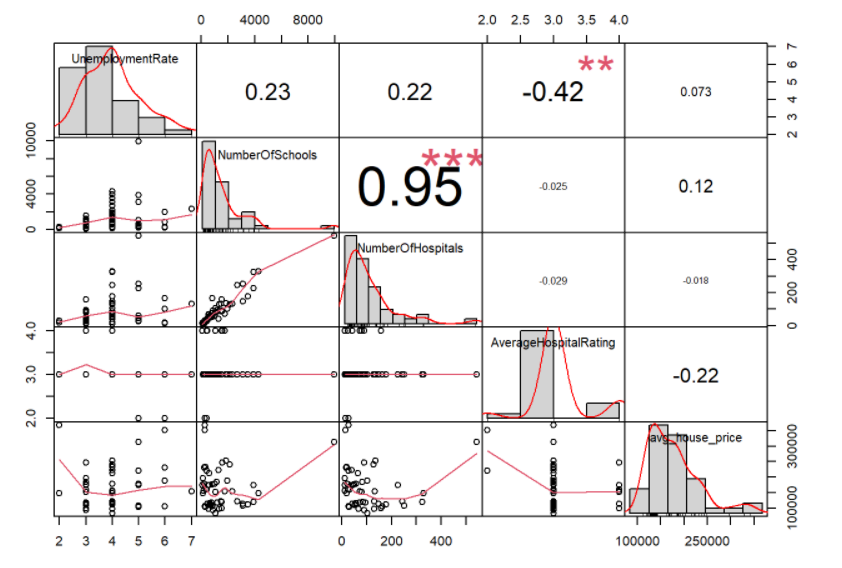 0 4000 8000 2.0 2.5 3.0 3.5 4.0
UnemploymentRate 0.23 0.22 -0.42 ** 0.073 7 6 5 4 3 2
10000 4000 0 NumberOfSchools 0.95 *** -0.025 0.12
NumberOfHospitals -0.029 -0.018 400 200 0
4.0 3.0 2.0 AverageHospitalRating -0.22
avg_house_price 300000 100000
2 3 4 5 6 7 0 200 400 100000 250000